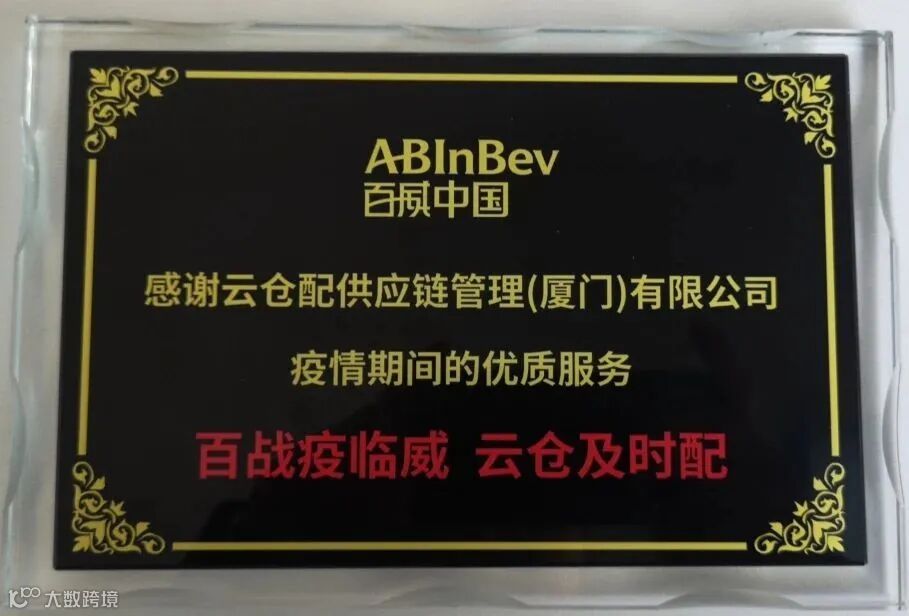 ABInBev
百威中国
感谢云仓配供应链管理(厦门)有限公司
疫情期间的优质服务
百战疫临威 云仓及时配
大数跨境